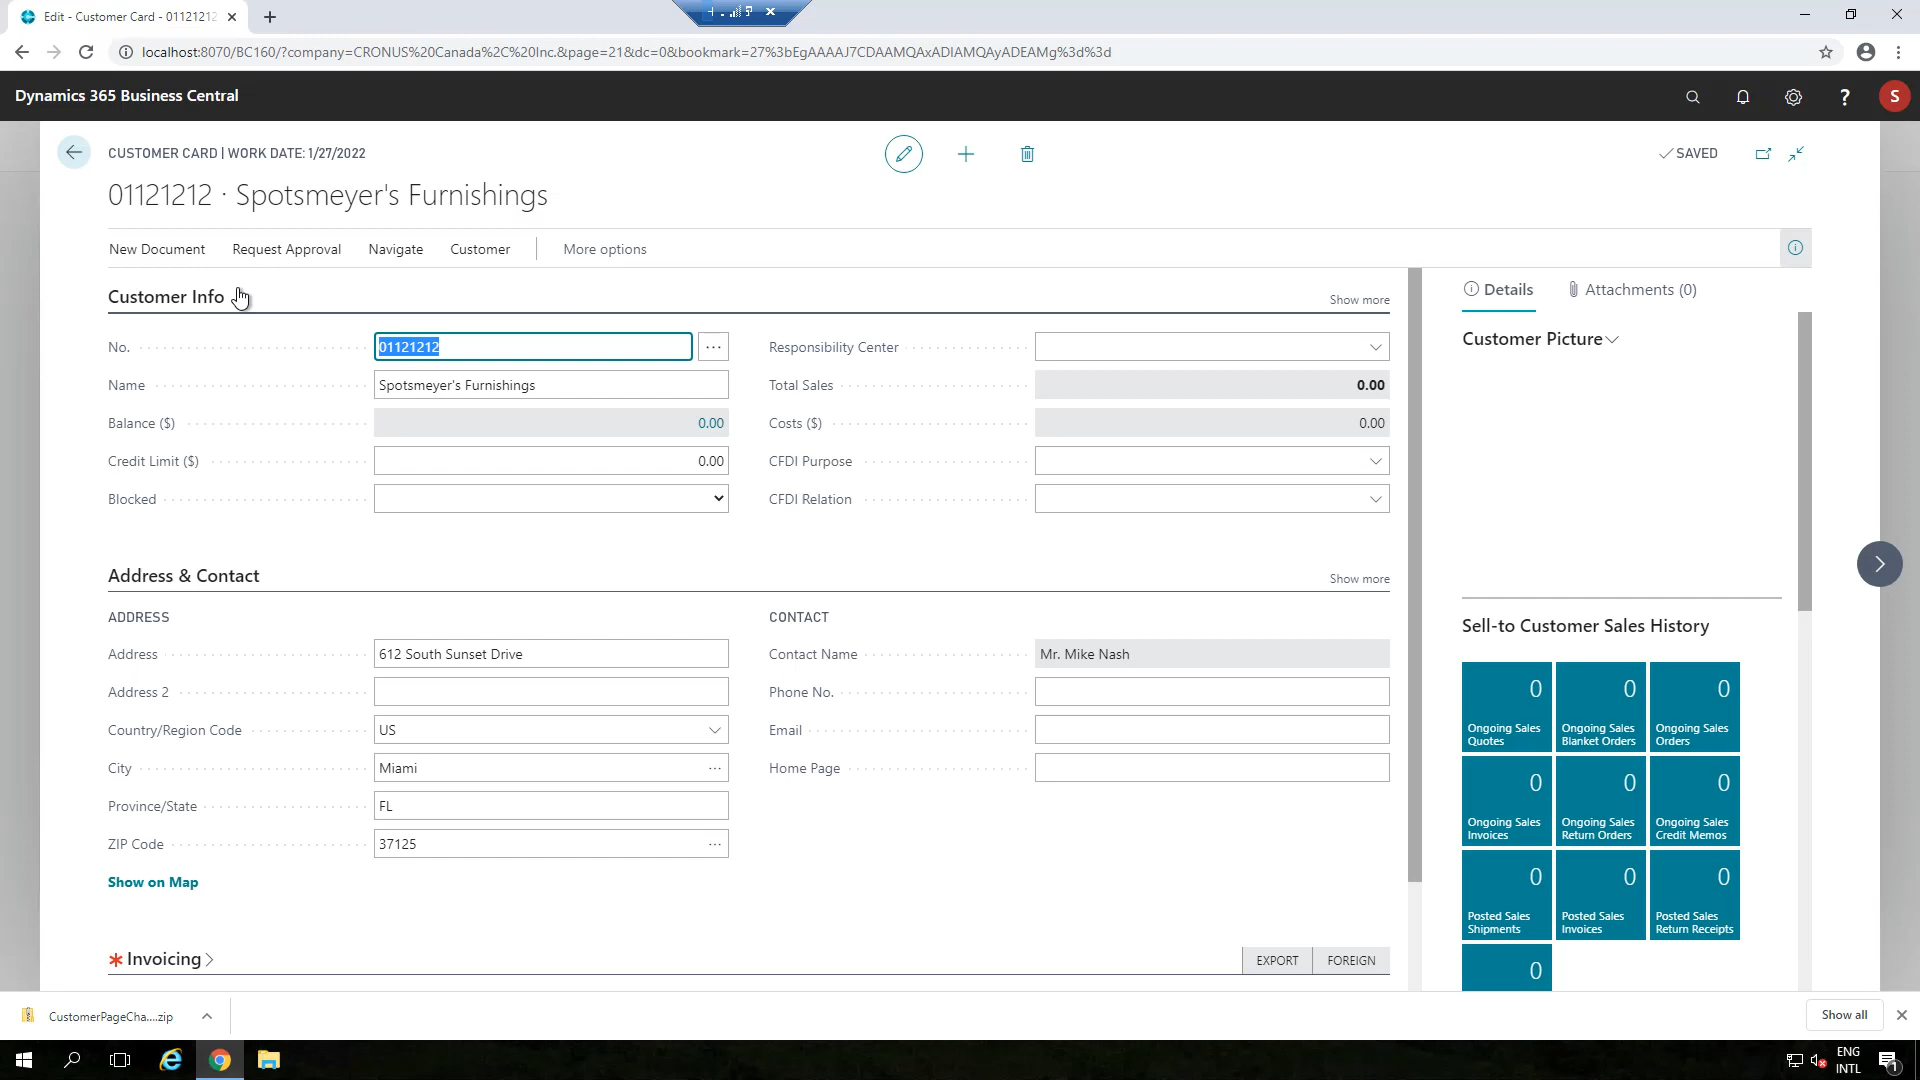 Edit - Customer Card - 01121212
localhost:8070/BC160/?company=CRONUS%20Canada%2C%20Inc.&page=21&dc=0&bookmark=27%3bEgAAAAJ7CDAAMQAxADIAMQAyADEAMg%3d%3d
Dynamics 365 Business Central
?
S
CUSTOMER CARD | WORK DATE: 1/27/2022
SAVED
01121212 · Spotsmeyer's Furnishings
New Document
Request Approval
Navigate
Customer
More options
Customer Info
Show more
No.
01121212
Name
Spotsmeyer's Furnishings
Balance ($)
0.00
Credit Limit ($)
0.00
Blocked
Responsibility Center
Total Sales
0.00
Costs ($)
0.00
CFDI Purpose
CFDI Relation
Address & Contact
Show more
ADDRESS
Address
612 South Sunset Drive
Address 2
Country/Region Code
US
City
Miami
Province/State
FL
ZIP Code
37125
Show on Map
CONTACT
Contact Name
Mr. Mike Nash
Phone No.
Email
Home Page
Invoicing
EXPORT
FOREIGN
Details
Attachments (0)
Customer Picture
Sell-to Customer Sales History
0
Ongoing Sales
Quotes
0
Ongoing Sales
Blanket Orders
0
Ongoing Sales
Orders
0
Ongoing Sales
Invoices
0
Ongoing Sales
Return Orders
0
Ongoing Sales
Credit Memos
0
Posted Sales
Shipments
0
Posted Sales
Invoices
0
Posted Sales
Return Receipts
0
CustomerPageCha....zip
Show all
ENG
INTL
1